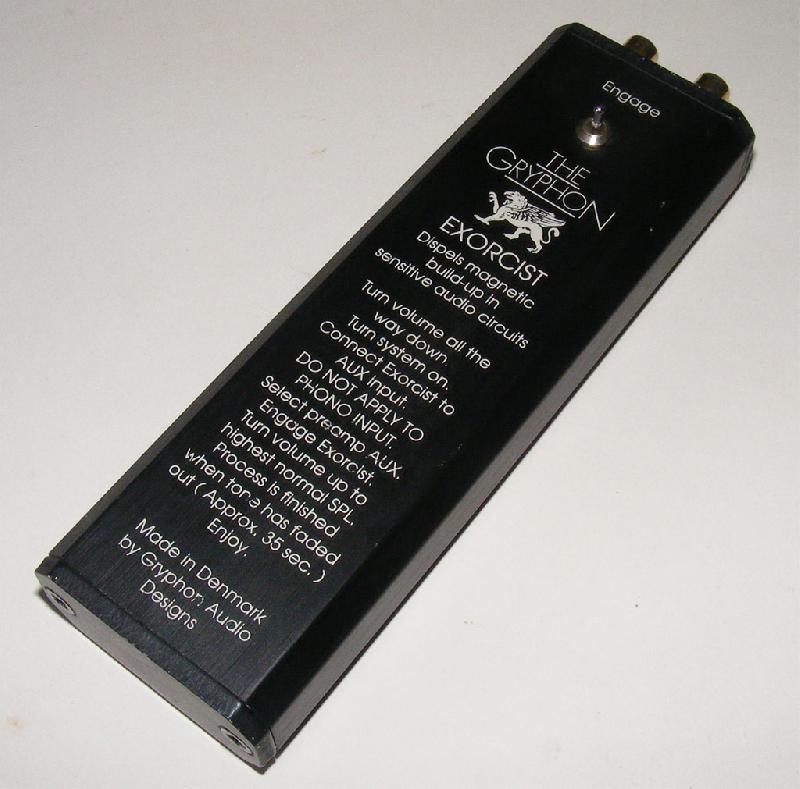 Engage
THE
GRYPHON
EXORCIST
Dispels magnetic
build-up in
sensitive audio circuits
Turn volume all the
way down.
Turn system on.
Connect Exorcist to
AUX input.
DO NOT APPLY TO
PHONO INPUT.
Select preamp AUX.
Engage Exorcist.
Turn volume up to
highest normal SPL.
Process is finished
when tone has faded
out ( Approx. 35 sec. )
Enjoy.
Made in Denmark
by Gryphon Audio
Designs